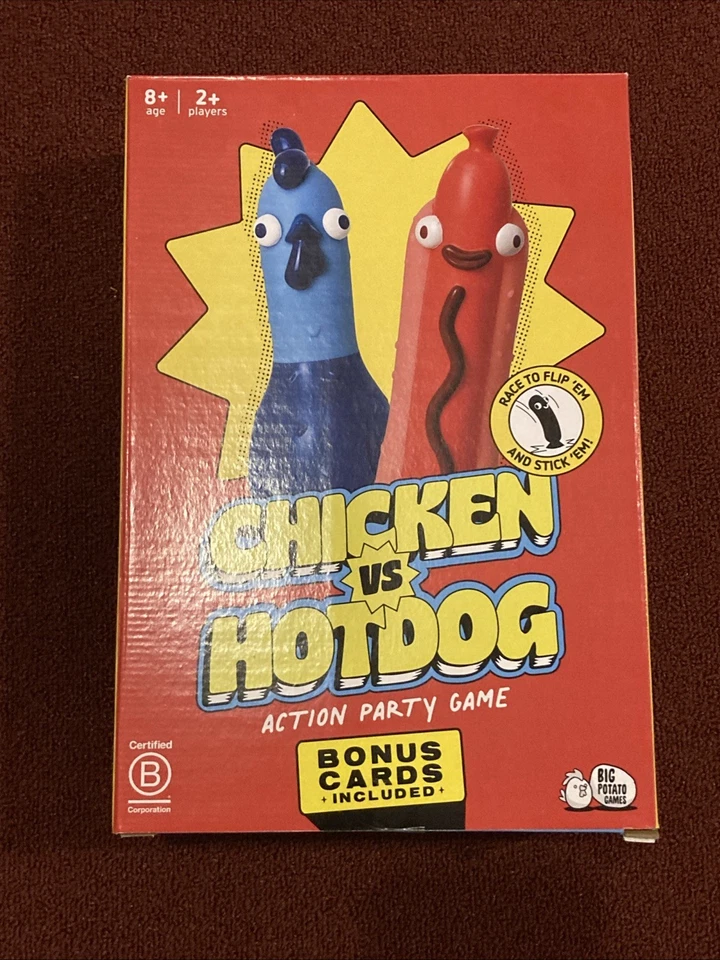 8+ 2+
age players
RACE TO FLIP 'EM
AND STICK 'EM!
CHICKEN
VS
HOTDOG
ACTION PARTY GAME
BONUS
CARDS
INCLUDED
Certified
B
Corporation
BIG
POTATO
GAMES